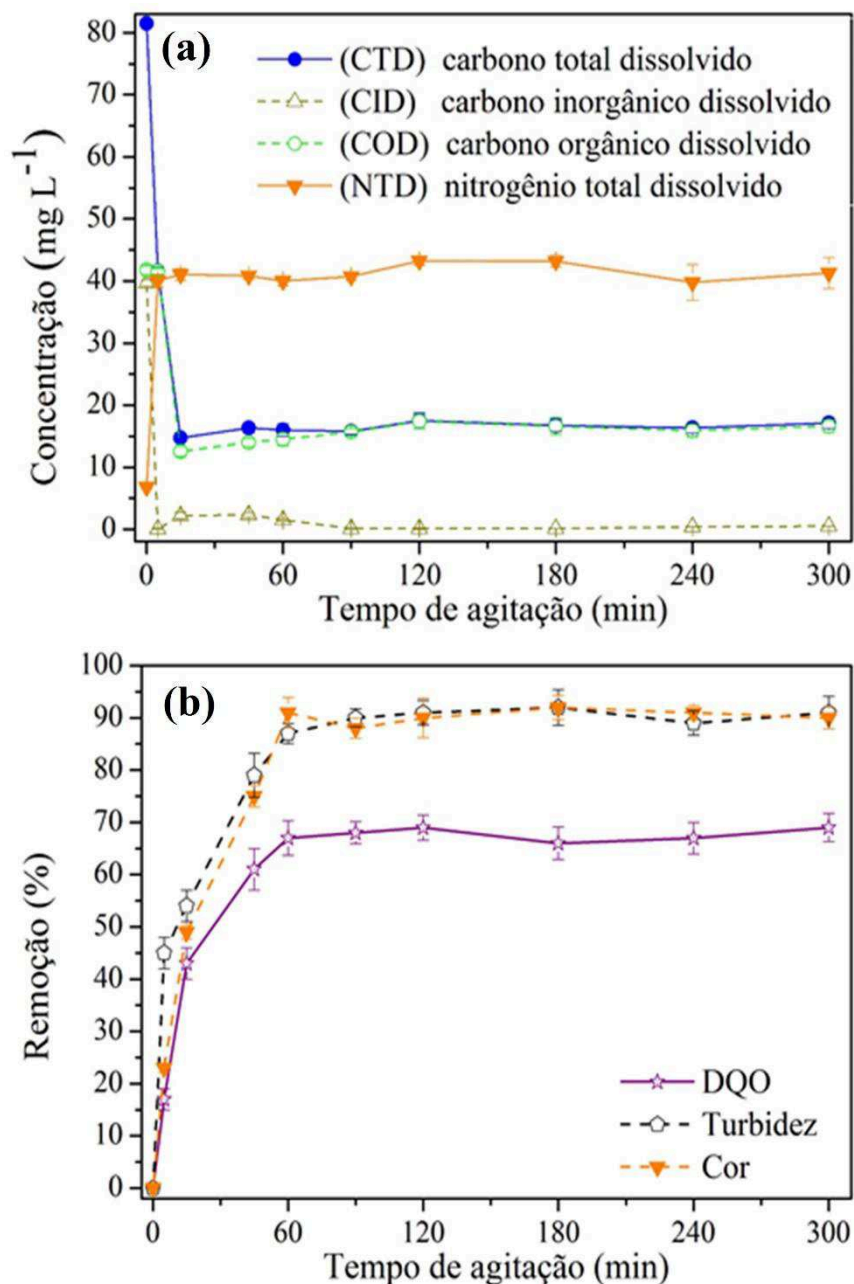 (a)
(CTD) carbono total dissolvido
(CID) carbono inorgânico dissolvido
(COD) carbono orgânico dissolvido
(NTD) nitrogênio total dissolvido
Concentração (mg L⁻¹)
80
70
60
50
40
30
20
10
0
0 60 120 180 240 300
Tempo de agitação (min)
(b)
Remoção (%)
100
90
80
70
60
50
40
30
20
10
0
DQO
Turbidez
Cor
0 60 120 180 240 300
Tempo de agitação (min)